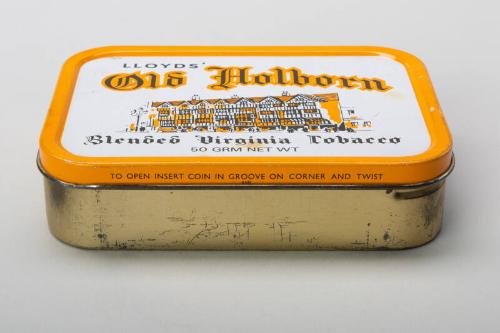 LLOYDS'
Old Holborn
Blended Virginia Tobacco
50 GRM NET WT
TO OPEN INSERT COIN IN GROOVE ON CORNER AND TWIST